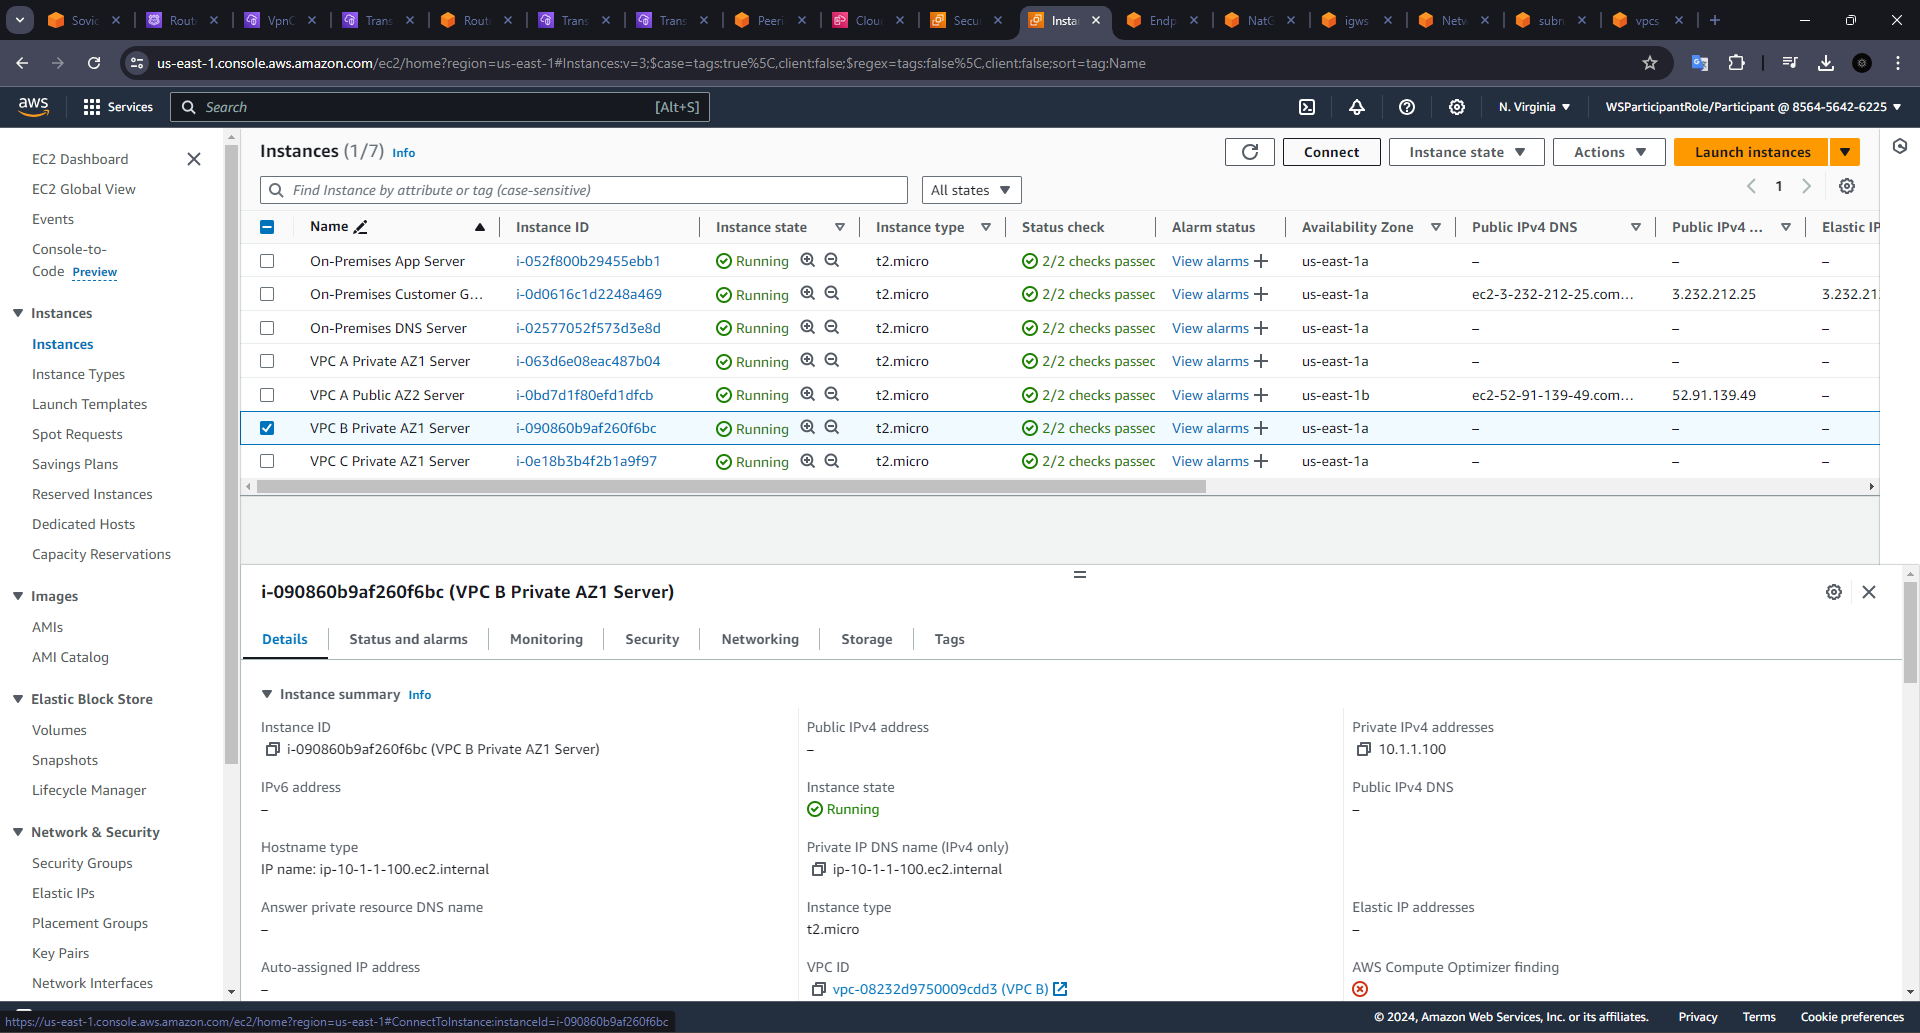 Sovic
Route
VpnC
Trans
Route
Trans
Trans
Peeri
Clou
Secur
Instar
Endp
NatG
igws
Netw
subn
vpcs
us-east-1.console.aws.amazon.com/ec2/home?region=us-east-1#Instances:v=3;$case=tags:true%5C,client:false;$regex=tags:false%5C,client:false;sort=tag:Name
aws
Services
Search
[Alt+S]
N. Virginia
WSParticipantRole/Participant @ 8564-5642-6225
EC2 Dashboard
EC2 Global View
Events
Console-to-
Code Preview
Instances
Instances
Instance Types
Launch Templates
Spot Requests
Savings Plans
Reserved Instances
Dedicated Hosts
Capacity Reservations
Images
AMIs
AMI Catalog
Elastic Block Store
Volumes
Snapshots
Lifecycle Manager
Network & Security
Security Groups
Elastic IPs
Placement Groups
Key Pairs
Network Interfaces
Instances (1/7) Info
Connect
Instance state
Actions
Launch instances
Find Instance by attribute or tag (case-sensitive)
All states
1
Name Instance ID Instance state Instance type Status check Alarm status Availability Zone Public IPv4 DNS Public IPv4 ... Elastic IP
On-Premises App Server i-052f800b29455ebb1 Running t2.micro 2/2 checks passed View alarms + us-east-1a – – –
On-Premises Customer G... i-0d0616c1d2248a469 Running t2.micro 2/2 checks passed View alarms + us-east-1a ec2-3-232-212-25.com... 3.232.212.25 3.232.21
On-Premises DNS Server i-02577052f573d3e8d Running t2.micro 2/2 checks passed View alarms + us-east-1a – – –
VPC A Private AZ1 Server i-063d6e08eac487b04 Running t2.micro 2/2 checks passed View alarms + us-east-1a – – –
VPC A Public AZ2 Server i-0bd7d1f80efd1dfcb Running t2.micro 2/2 checks passed View alarms + us-east-1b ec2-52-91-139-49.com... 52.91.139.49 –
VPC B Private AZ1 Server i-090860b9af260f6bc Running t2.micro 2/2 checks passed View alarms + us-east-1a – – –
VPC C Private AZ1 Server i-0e18b3b4f2b1a9f97 Running t2.micro 2/2 checks passed View alarms + us-east-1a – – –
i-090860b9af260f6bc (VPC B Private AZ1 Server)
Details
Status and alarms
Monitoring
Security
Networking
Storage
Tags
Instance summary Info
Instance ID
i-090860b9af260f6bc (VPC B Private AZ1 Server)
Public IPv4 address
–
Private IPv4 addresses
10.1.1.100
IPv6 address
–
Instance state
Running
Public IPv4 DNS
–
Hostname type
IP name: ip-10-1-1-100.ec2.internal
Private IP DNS name (IPv4 only)
ip-10-1-1-100.ec2.internal
Answer private resource DNS name
–
Instance type
t2.micro
Elastic IP addresses
–
Auto-assigned IP address
–
VPC ID
vpc-08232d9750009cdd3 (VPC B)
AWS Compute Optimizer finding
https://us-east-1.console.aws.amazon.com/ec2/home?region=us-east-1#ConnectToInstance:instanceId=i-090860b9af260f6bc
© 2024, Amazon Web Services, Inc. or its affiliates.
Privacy
Terms
Cookie preferences